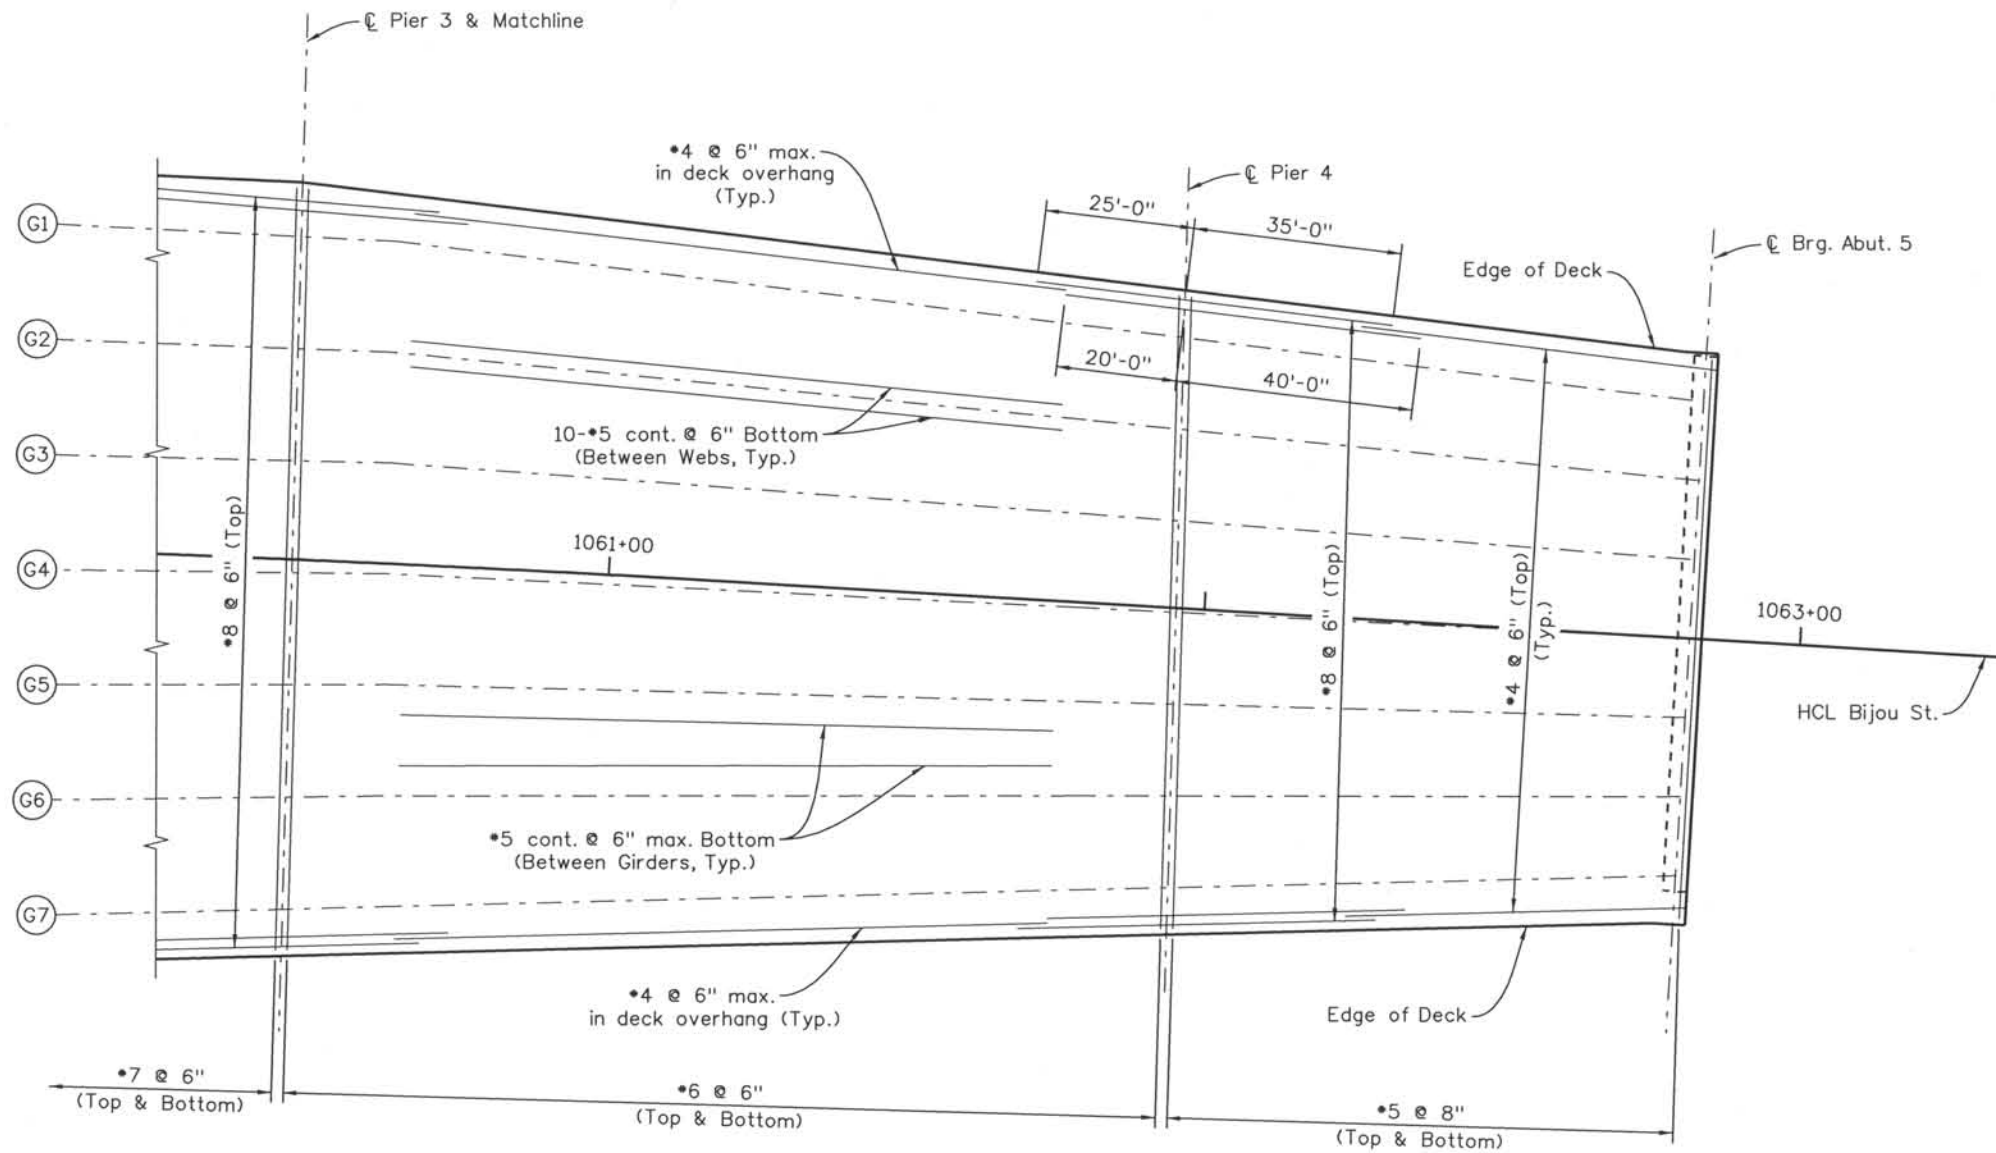 ℄ Pier 3 & Matchline
•4 @ 6" max.
in deck overhang
(Typ.)
℄ Pier 4
25'-0"
35'-0"
℄ Brg. Abut. 5
Edge of Deck
G1
G2
20'-0"
40'-0"
10-•5 cont. @ 6" Bottom
(Between Webs, Typ.)
G3
•8 @ 6" (Top)
1061+00
G4
•8 @ 6" (Top)
•4 @ 6" (Top)
(Typ.)
1063+00
G5
HCL Bijou St.
G6
•5 cont. @ 6" max. Bottom
(Between Girders, Typ.)
G7
•4 @ 6" max.
in deck overhang (Typ.)
Edge of Deck
•7 @ 6"
(Top & Bottom)
•6 @ 6"
(Top & Bottom)
•5 @ 8"
(Top & Bottom)